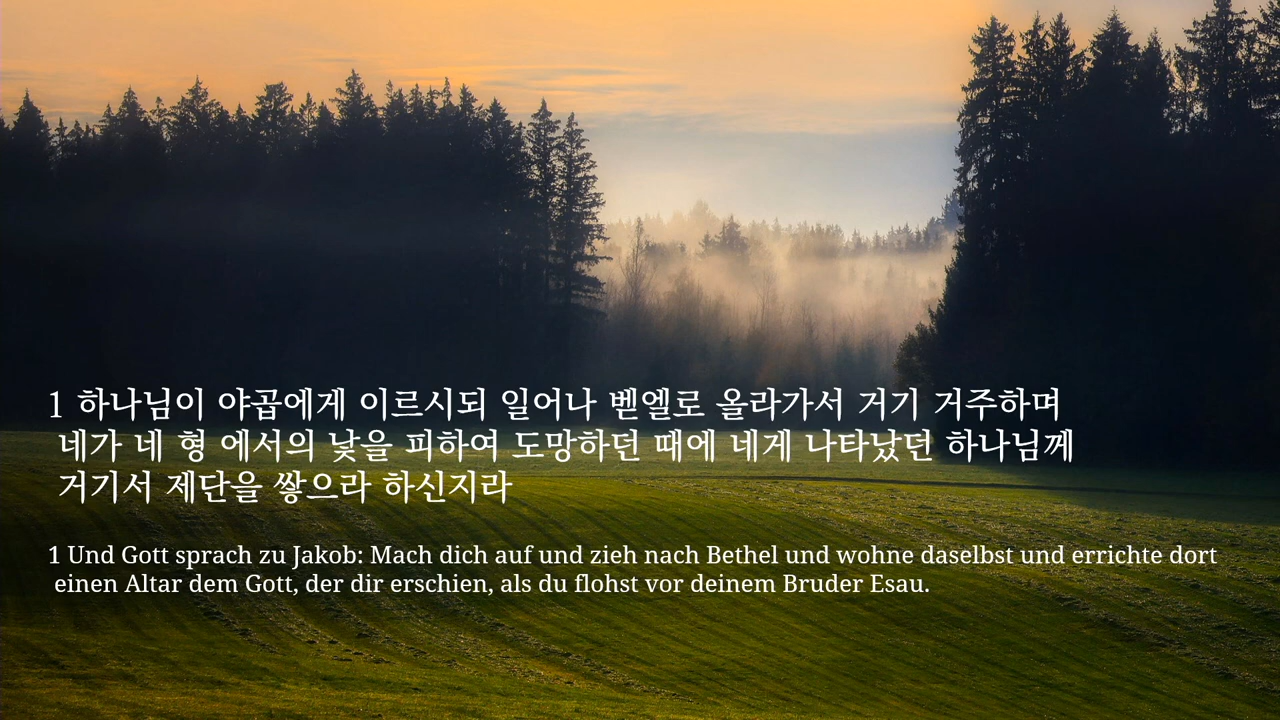 1 하나님이 야곱에게 이르시되 일어나 벧엘로 올라가서 거기 거주하며
네가 네 형 에서의 낯을 피하여 도망하던 때에 네게 나타났던 하나님께
거기서 제단을 쌓으라 하신지라
1 Und Gott sprach zu Jakob: Mach dich auf und zieh nach Bethel und wohne daselbst und errichte dort
einen Altar dem Gott, der dir erschien, als du flohst vor deinem Bruder Esau.